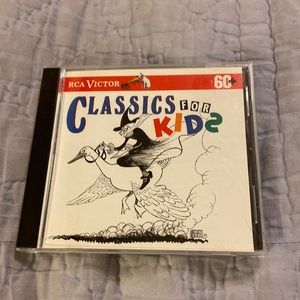 RCA VICTOR
60+
CLASSICS FOR
KIDS